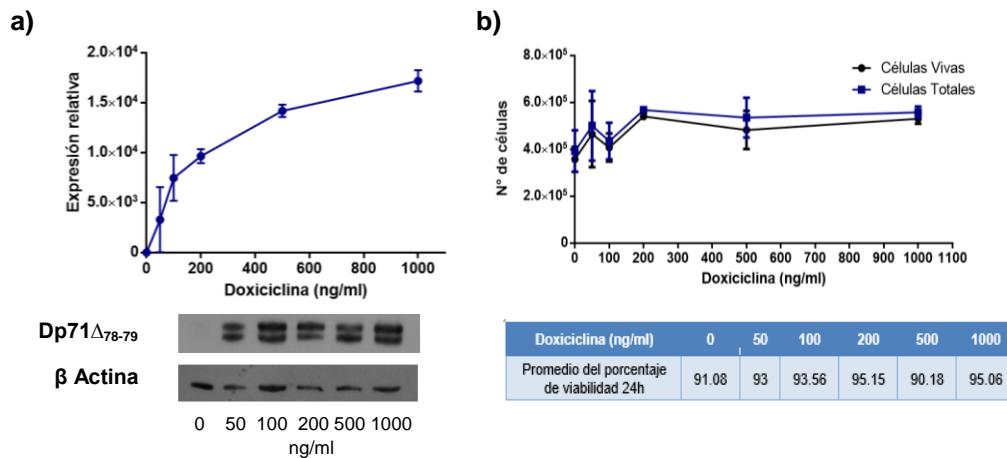 a)
2.0×10⁴
1.5×10⁴
1.0×10⁴
5.0×10³
0
Expresión relativa
0 200 400 600 800 1000
Doxiciclina (ng/ml)
Dp71Δ₇₈₋₇₉
β Actina
0 50 100 200 500 1000
ng/ml
b)
8.0×10⁵
6.0×10⁵
4.0×10⁵
2.0×10⁵
0
N° de células
Células Vivas
Células Totales
0 100 200 300 400 500 600 700 800 900 1000 1100
Doxiciclina (ng/ml)
Doxiciclina (ng/ml) 0 50 100 200 500 1000
Promedio del porcentaje
de viabilidad 24h
91.08 93 93.56 95.15 90.18 95.06